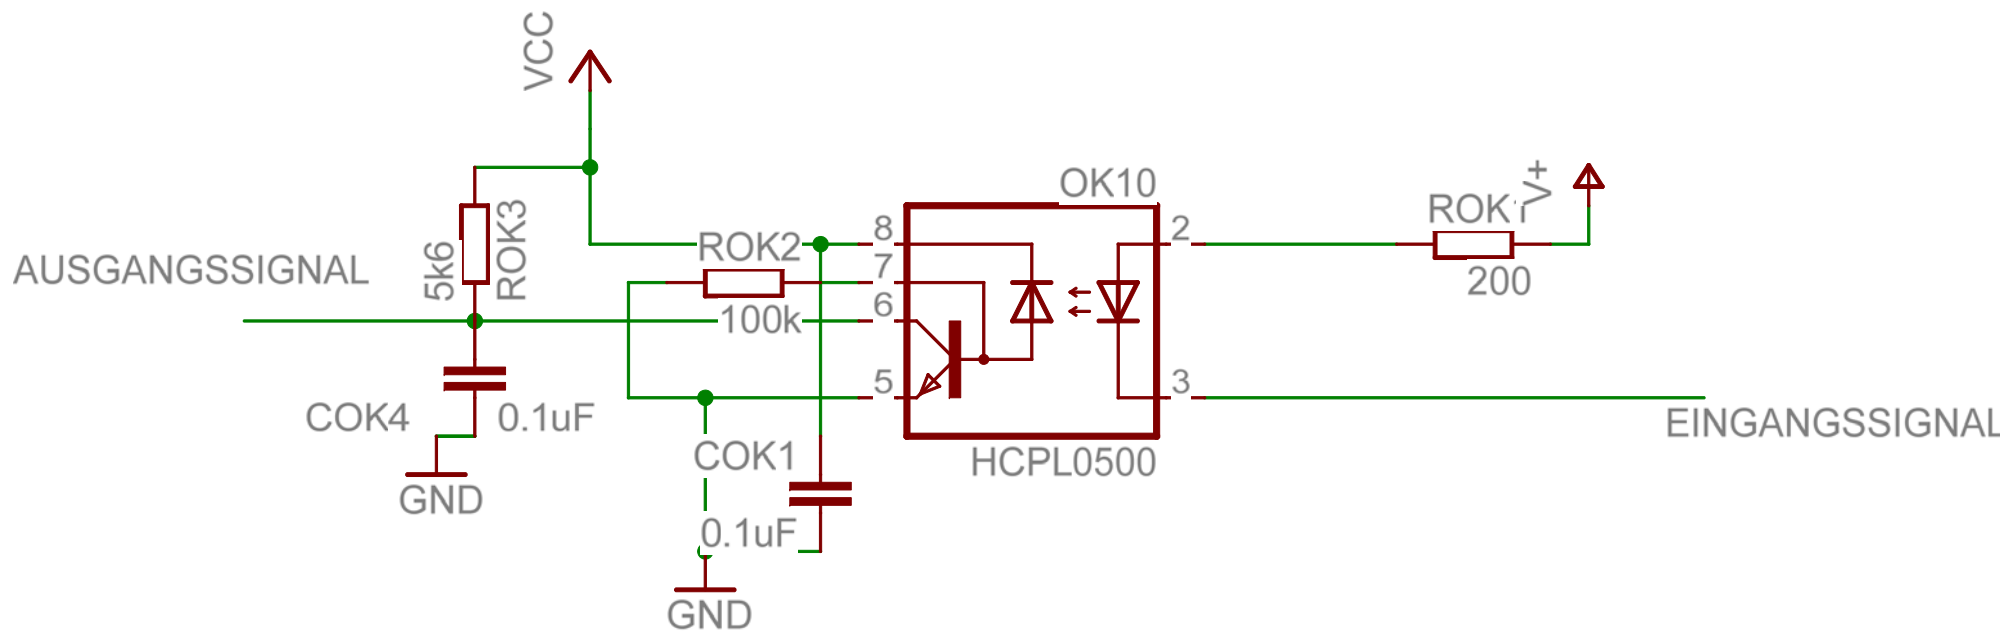 VCC
OK10
V+
ROK3
5k6
ROK2
8
2
7
200
AUSGANGSSIGNAL
6
100k
5
3
COK4
0.1uF
EINGANGSSIGNAL
COK1
HCPL0500
GND
0.1uF
GND